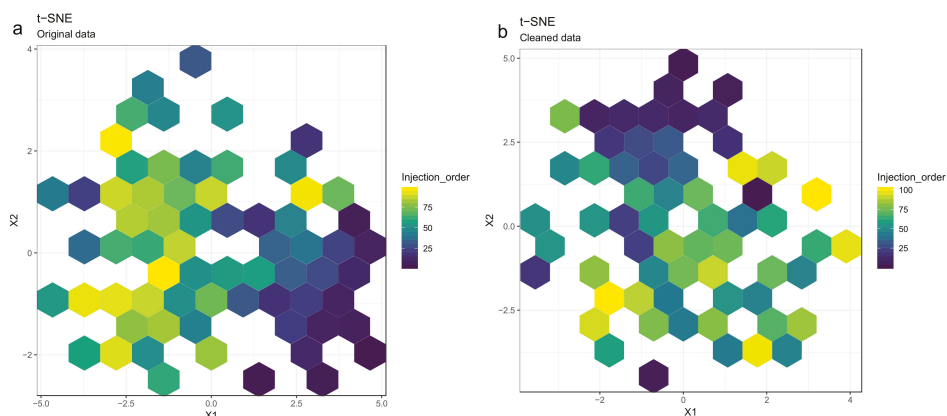 a
t-SNE
Original data
4
2
0
−2
−5.0
−2.5
0.0
2.5
5.0
X1
X2
Injection_order
75
50
25
b
t-SNE
Cleaned data
5.0
2.5
0.0
−2.5
−2
0
2
4
X1
X2
Injection_order
100
75
50
25